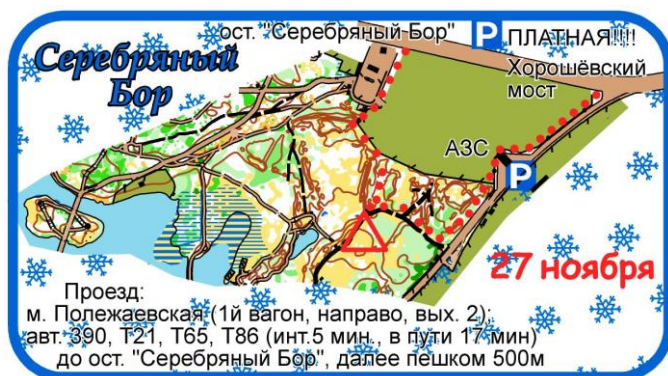 ост. "Серебряный Бор"
P ПЛАТНАЯ!!!!
Серебряный
Бор
Хорошёвский
мост
АЗС
P
27 ноября
Проезд:
м. Полежаевская (1й вагон, направо, вых. 2),
авт. 390, Т21, Т65, Т86 (инт.5 мин., в пути 17 мин)
до ост. "Серебряный Бор", далее пешком 500м